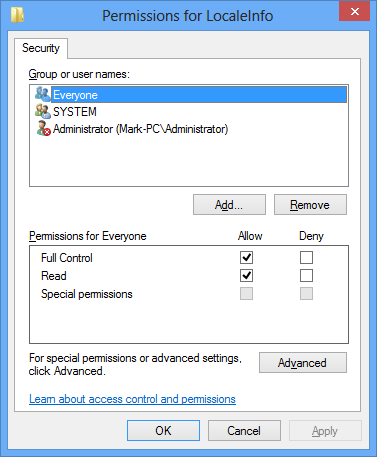 Permissions for LocaleInfo
Security
Group or user names:
Everyone
SYSTEM
Administrator (Mark-PC\Administrator)
Add... Remove
Permissions for Everyone Allow Deny
Full Control
Read
Special permissions
For special permissions or advanced settings, Advanced
click Advanced.
Learn about access control and permissions
OK Cancel Apply